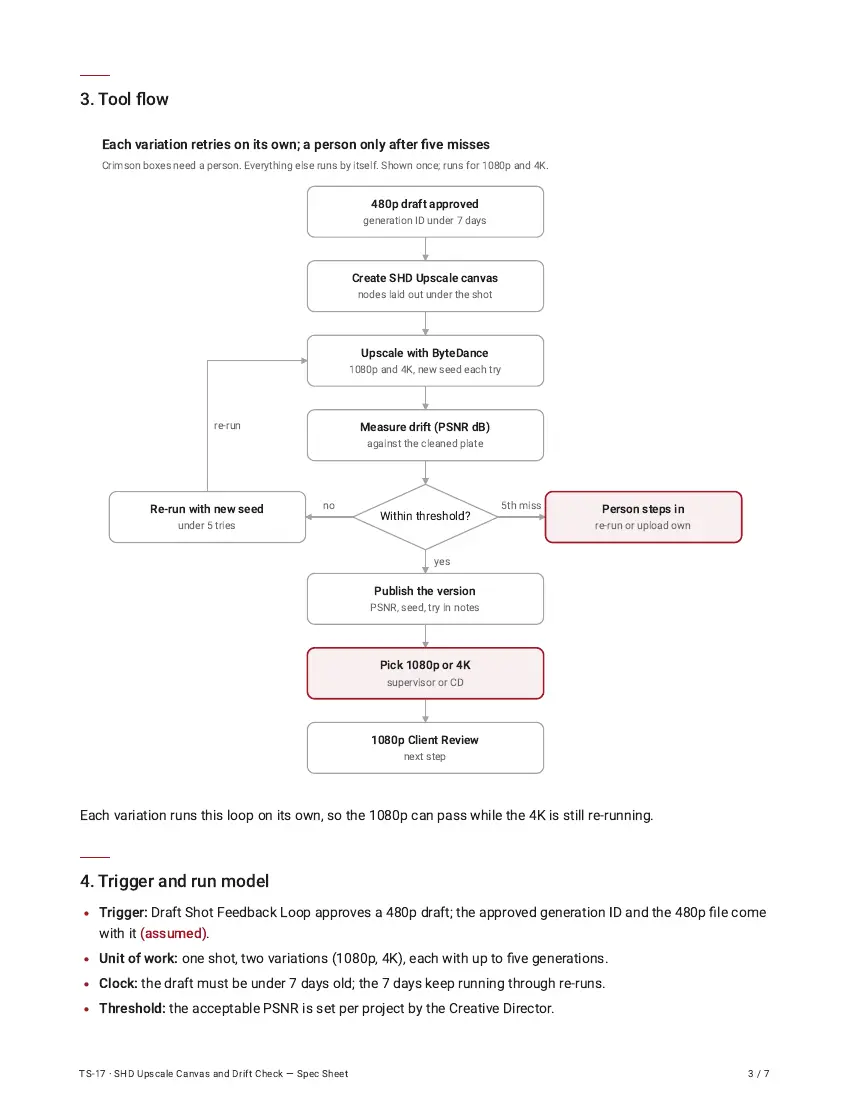 3. Tool flow
Each variation retries on its own; a person only after five misses
Crimson boxes need a person. Everything else runs by itself. Shown once; runs for 1080p and 4K.
480p draft approved
generation ID under 7 days
Create SHD Upscale canvas
nodes laid out under the shot
Upscale with ByteDance
1080p and 4K, new seed each try
re-run
Measure drift (PSNR dB)
against the cleaned plate
Re-run with new seed
under 5 tries
no
Within threshold?
5th miss
Person steps in
re-run or upload own
yes
Publish the version
PSNR, seed, try in notes
Pick 1080p or 4K
supervisor or CD
1080p Client Review
next step
Each variation runs this loop on its own, so the 1080p can pass while the 4K is still re-running.
4. Trigger and run model
• Trigger: Draft Shot Feedback Loop approves a 480p draft; the approved generation ID and the 480p file come
with it (assumed).
• Unit of work: one shot, two variations (1080p, 4K), each with up to five generations.
• Clock: the draft must be under 7 days old; the 7 days keep running through re-runs.
• Threshold: the acceptable PSNR is set per project by the Creative Director.
TS-17 · SHD Upscale Canvas and Drift Check — Spec Sheet
3 / 7